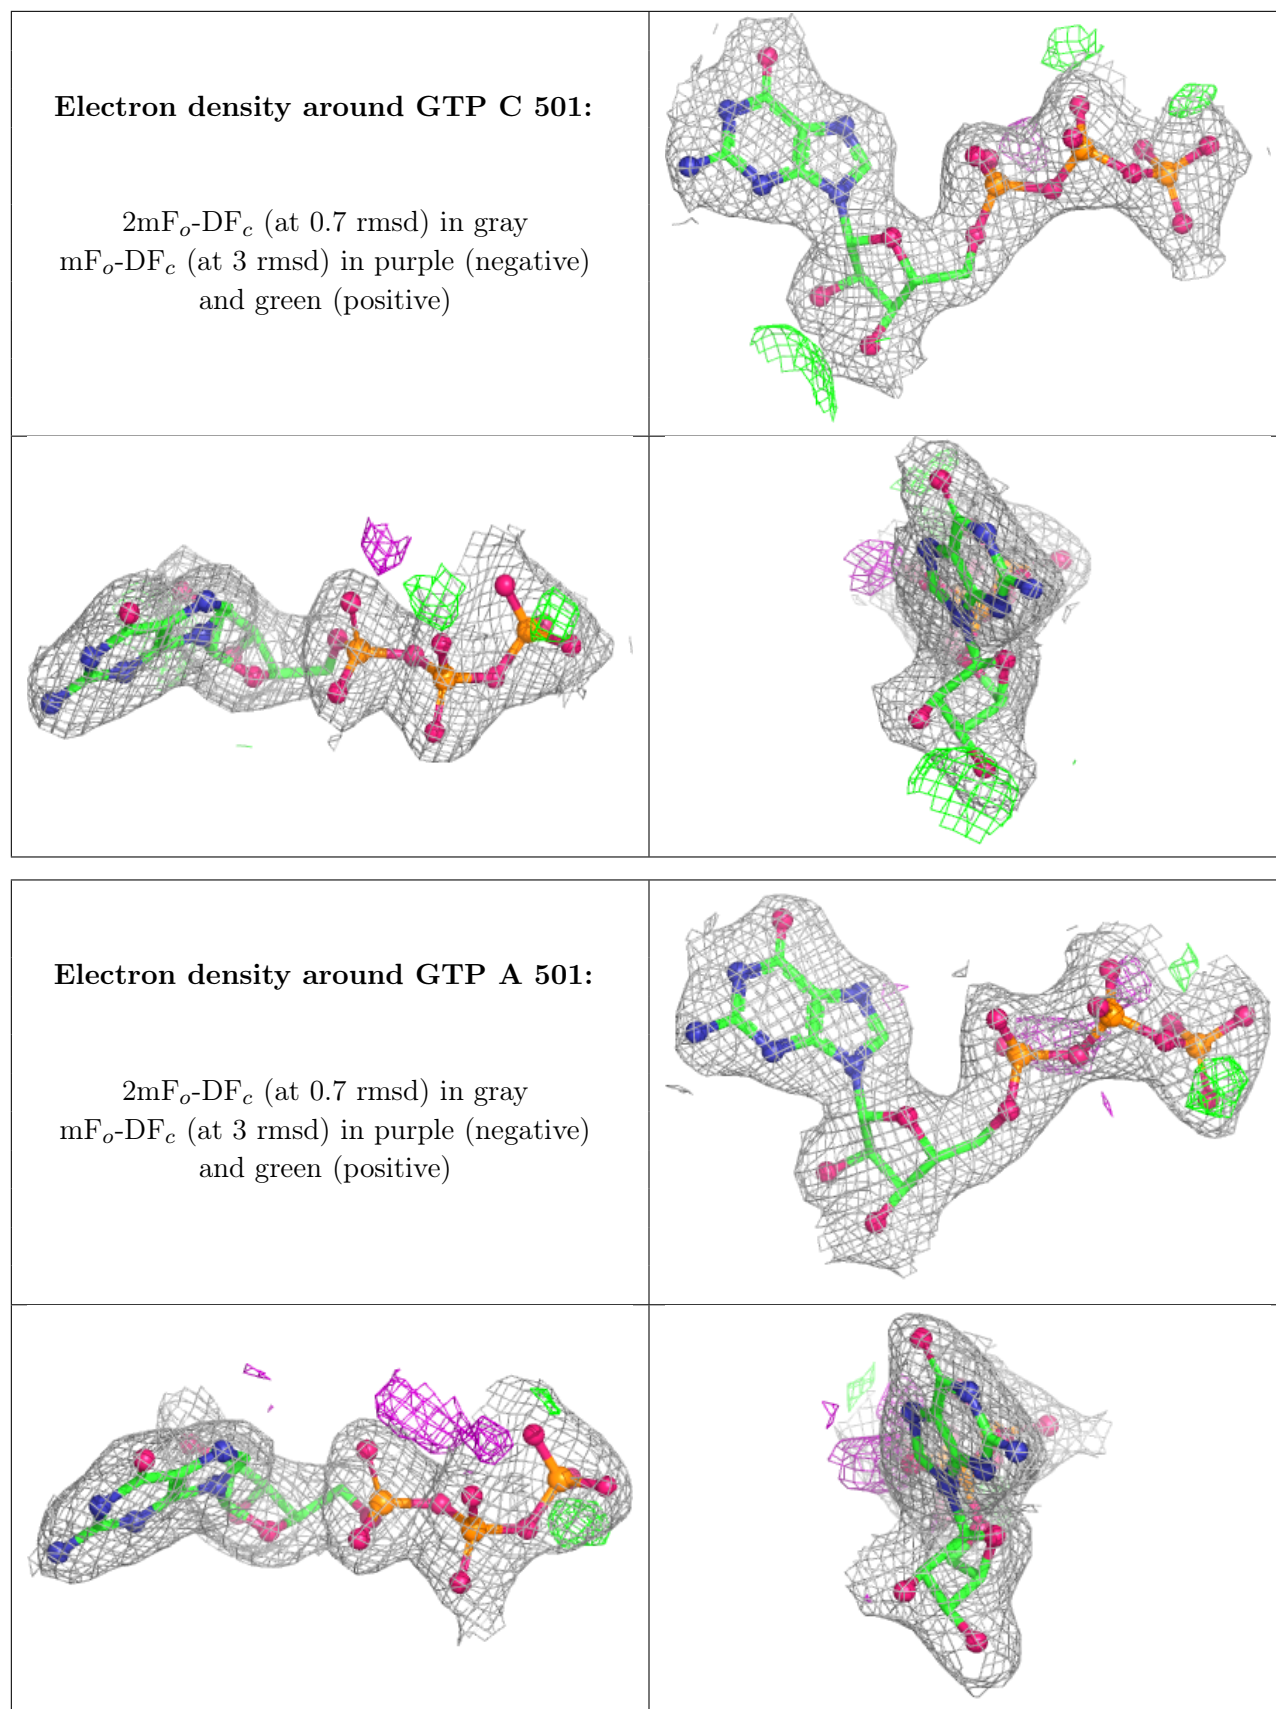 Electron density around GTP C 501:
2mFo-DFc (at 0.7 rmsd) in gray
mFo-DFc (at 3 rmsd) in purple (negative)
and green (positive)
Electron density around GTP A 501:
2mFo-DFc (at 0.7 rmsd) in gray
mFo-DFc (at 3 rmsd) in purple (negative)
and green (positive)